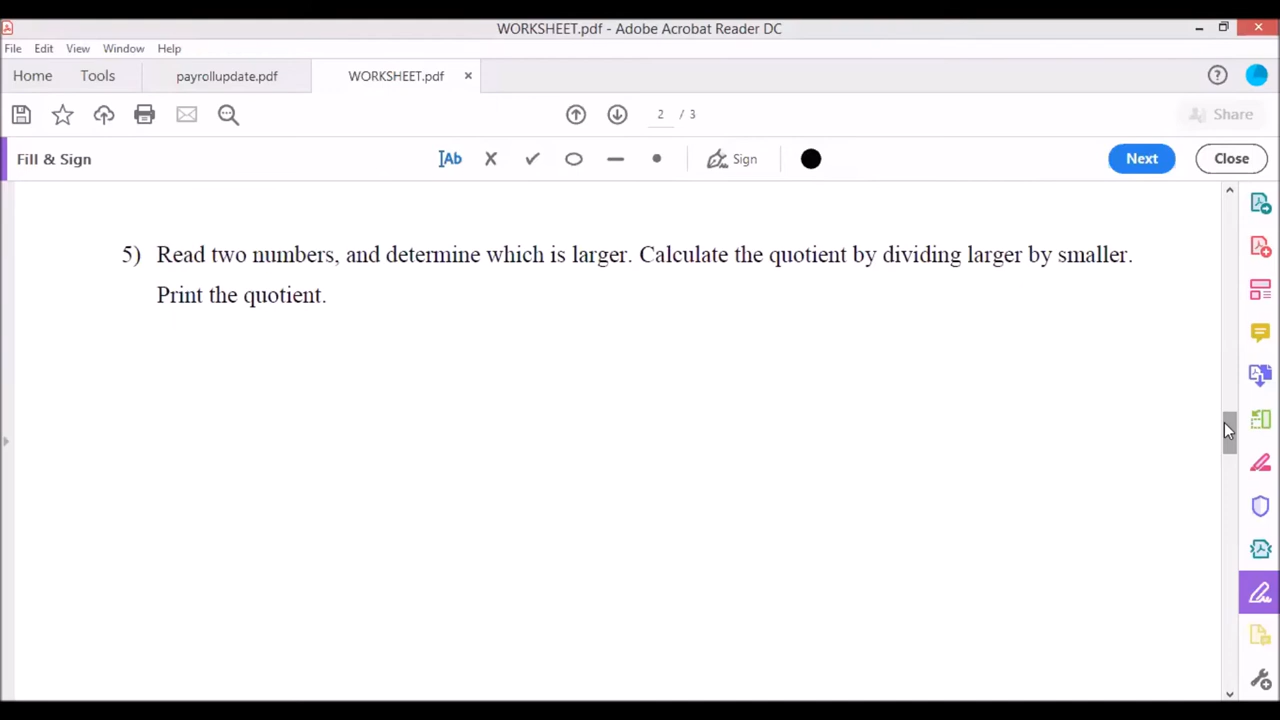 WORKSHEET.pdf - Adobe Acrobat Reader DC
File Edit View Window Help
Home Tools payrollupdate.pdf WORKSHEET.pdf ×
2 / 3 Share
Fill & Sign Ab Sign Next Close
5) Read two numbers, and determine which is larger. Calculate the quotient by dividing larger by smaller.
Print the quotient.